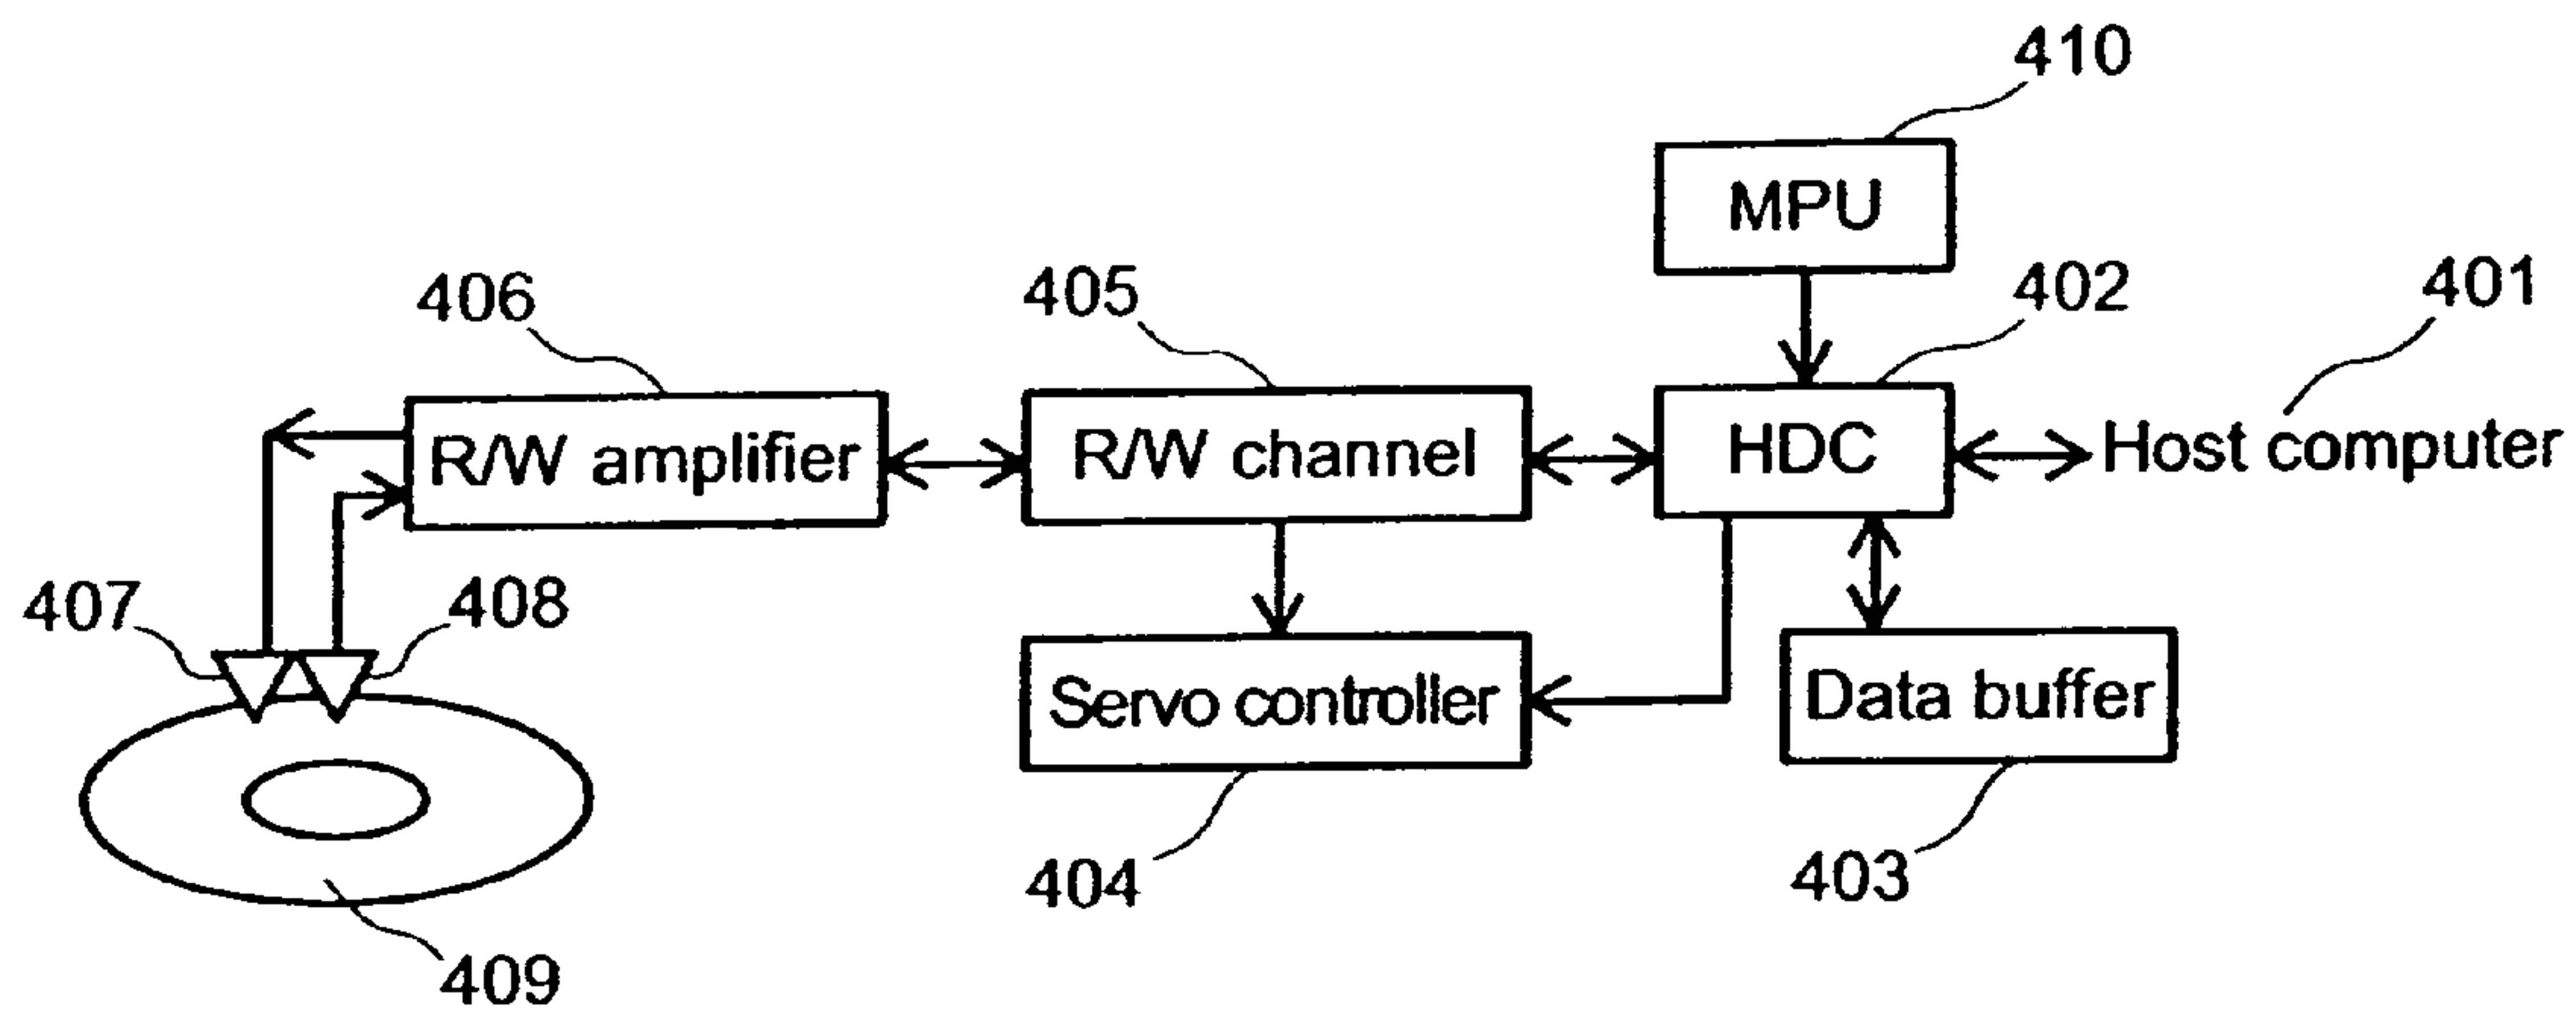 410
MPU
406
405
402
401
R/W amplifier
R/W channel
HDC
Host computer
407
408
Servo controller
Data buffer
404
403
409